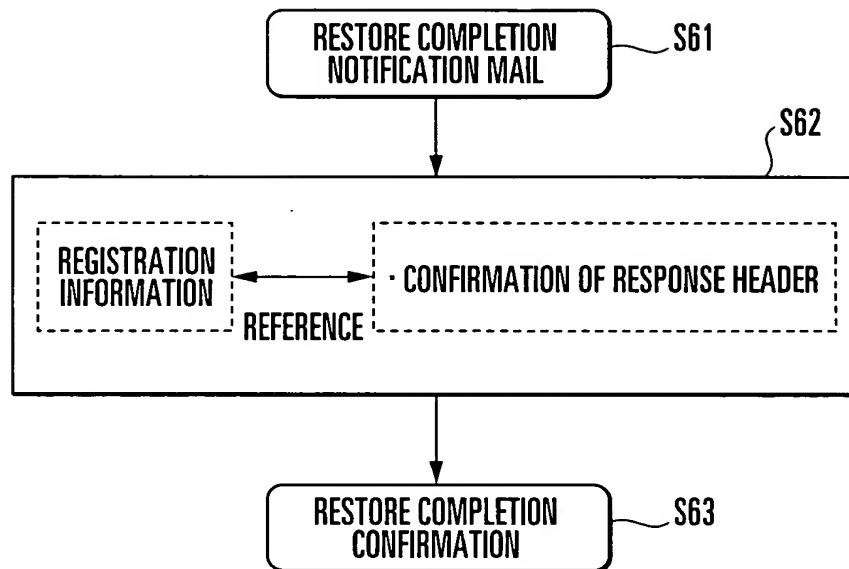 RESTORE COMPLETION
NOTIFICATION MAIL
S61
S62
REGISTRATION
INFORMATION
REFERENCE
· CONFIRMATION OF RESPONSE HEADER
RESTORE COMPLETION
CONFIRMATION
S63